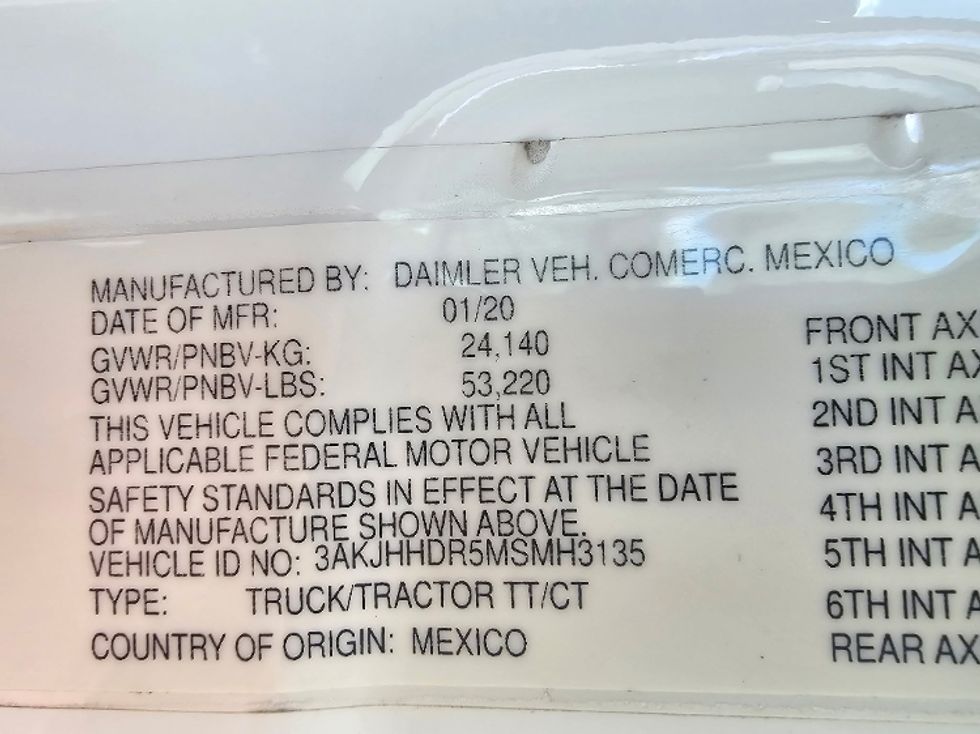 MANUFACTURED BY: DAIMLER VEH. COMERC. MEXICO
DATE OF MFR: 01/20
GVWR/PNBV-KG: 24,140
GVWR/PNBV-LBS: 53,220
THIS VEHICLE COMPLIES WITH ALL
APPLICABLE FEDERAL MOTOR VEHICLE
SAFETY STANDARDS IN EFFECT AT THE DATE
OF MANUFACTURE SHOWN ABOVE.
VEHICLE ID NO: 3AKJHHDR5MSMH3135
TYPE: TRUCK/TRACTOR TT/CT
COUNTRY OF ORIGIN: MEXICO
FRONT AX
1ST INT AX
2ND INT A
3RD INT A
4TH INT A
5TH INT A
6TH INT A
REAR AX